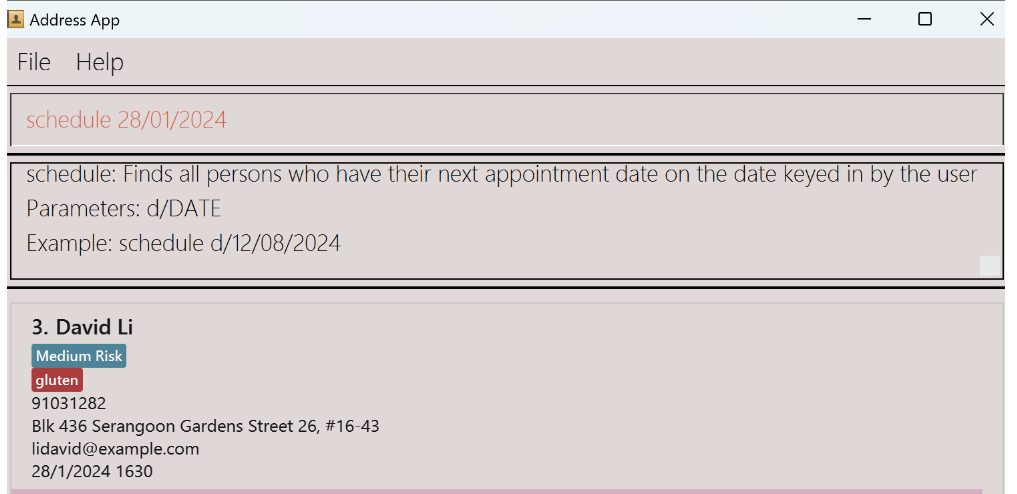 Address App
File Help
schedule 28/01/2024
schedule: Finds all persons who have their next appointment date on the date keyed in by the user
Parameters: d/DATE
Example: schedule d/12/08/2024
3. David Li
Medium Risk
gluten
91031282
Blk 436 Serangoon Gardens Street 26, #16-43
lidavid@example.com
28/1/2024 1630